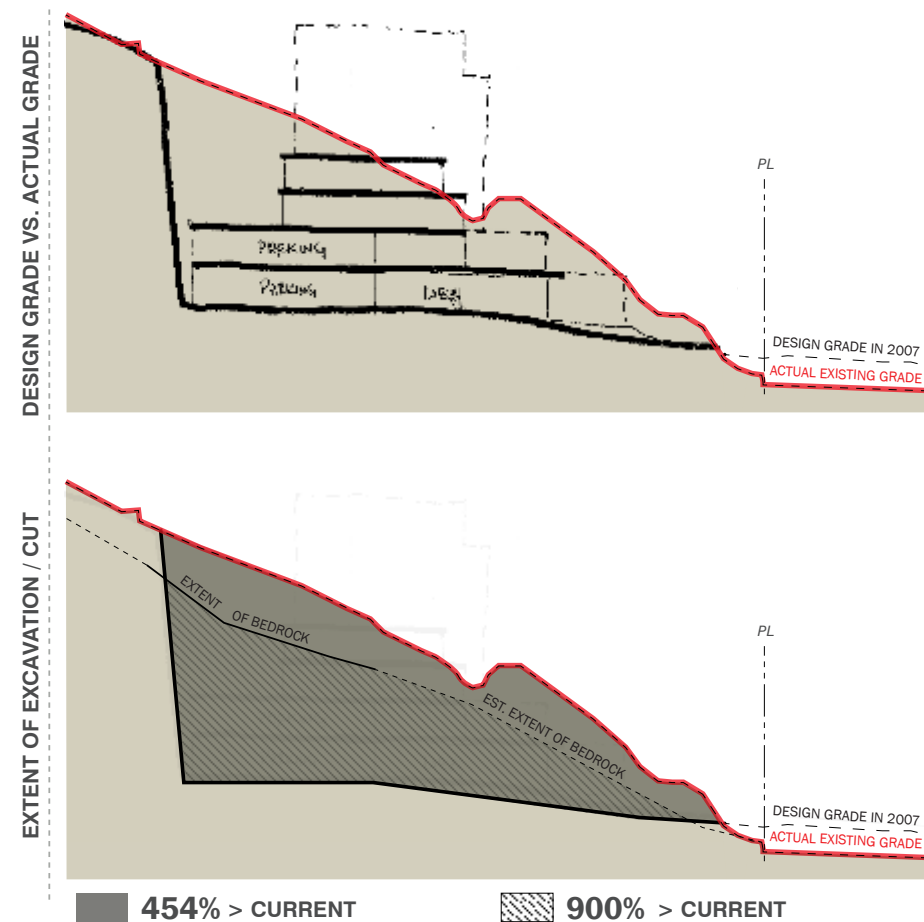 DESIGN GRADE VS. ACTUAL GRADE
PL
PARKING
PARKING
DESIGN GRADE IN 2007
ACTUAL EXISTING GRADE
EXTENT OF EXCAVATION / CUT
EXTENT OF BEDROCK
PL
EST. EXTENT OF BEDROCK
DESIGN GRADE IN 2007
ACTUAL EXISTING GRADE
454% > CURRENT
900% > CURRENT